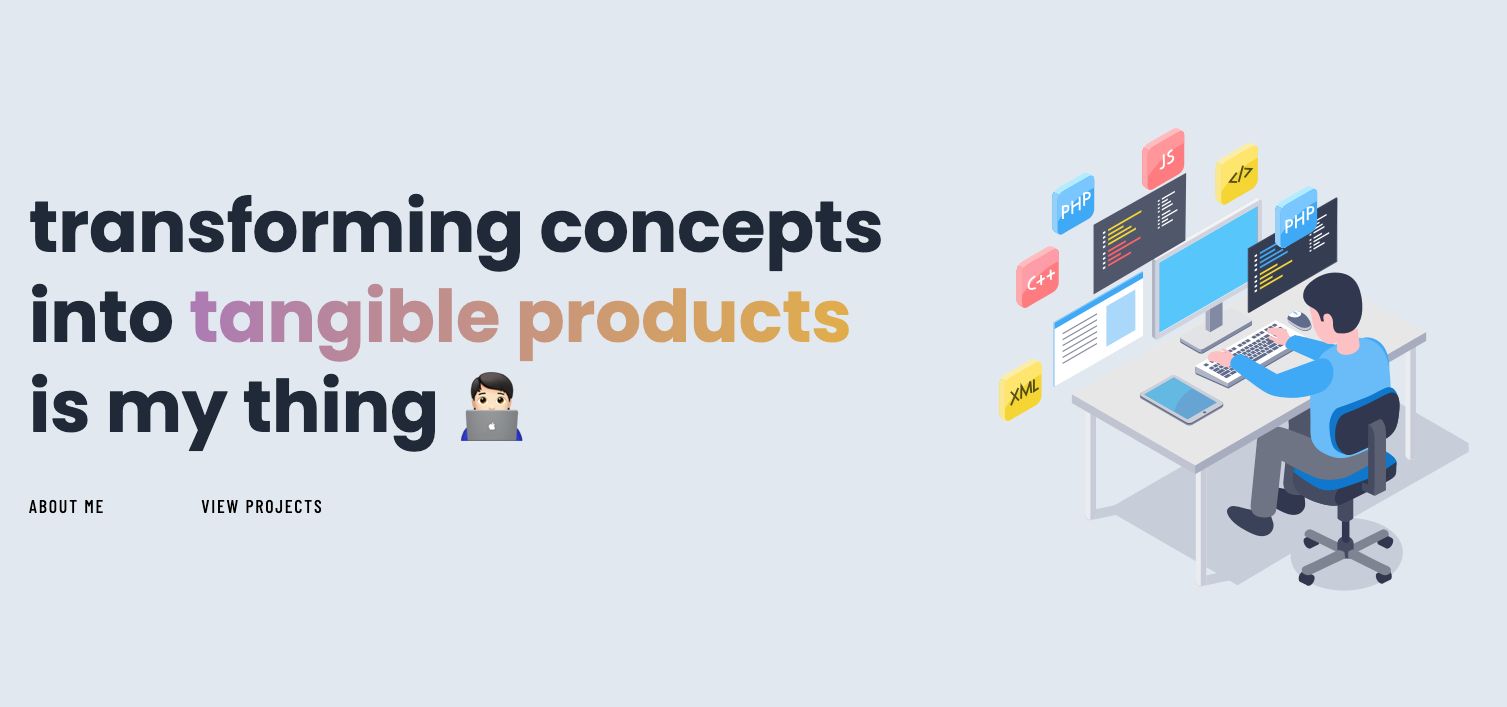 transforming concepts
into tangible products
is my thing 🧑🏻‍💻
ABOUT ME
VIEW PROJECTS
JS
</>
PHP
PHP
C++
XML